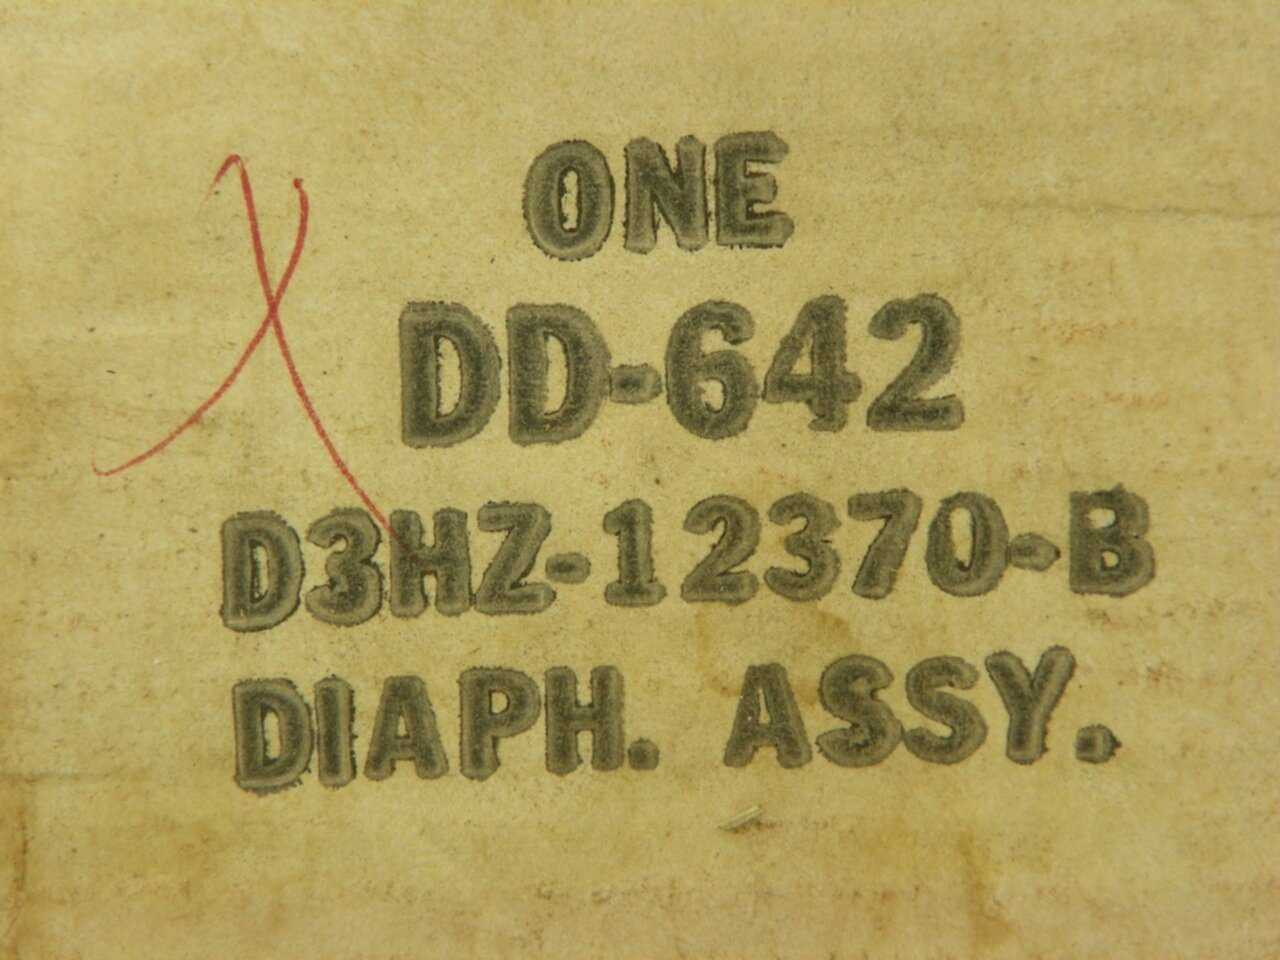 ONE
DD-642
D3HZ-12370-B
DIAPH. ASSY.